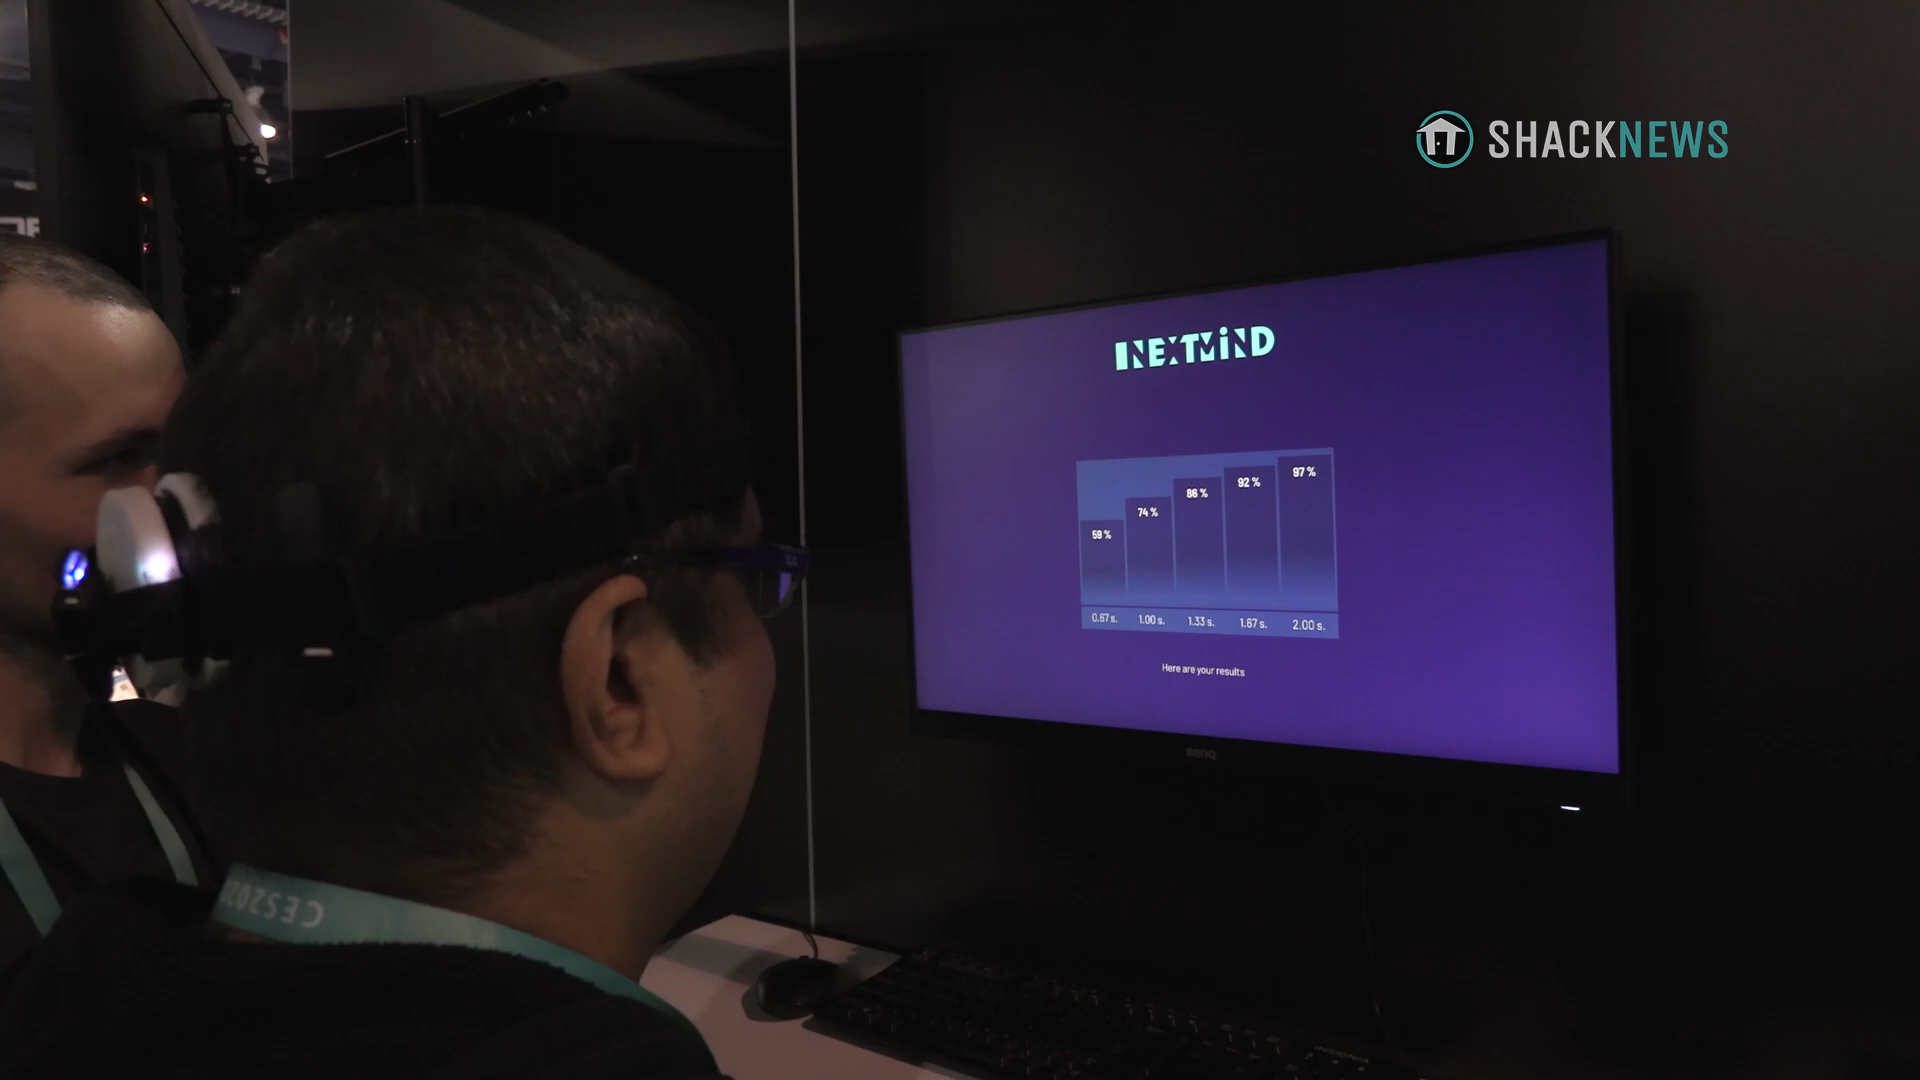 SHACKNEWS
NEXTMIND
59 % 74 % 86 % 92 % 97 %
0.67 s. 1.00 s. 1.33 s. 1.67 s. 2.00 s.
Here are your results
BenQ
CES202
INSIGNIA